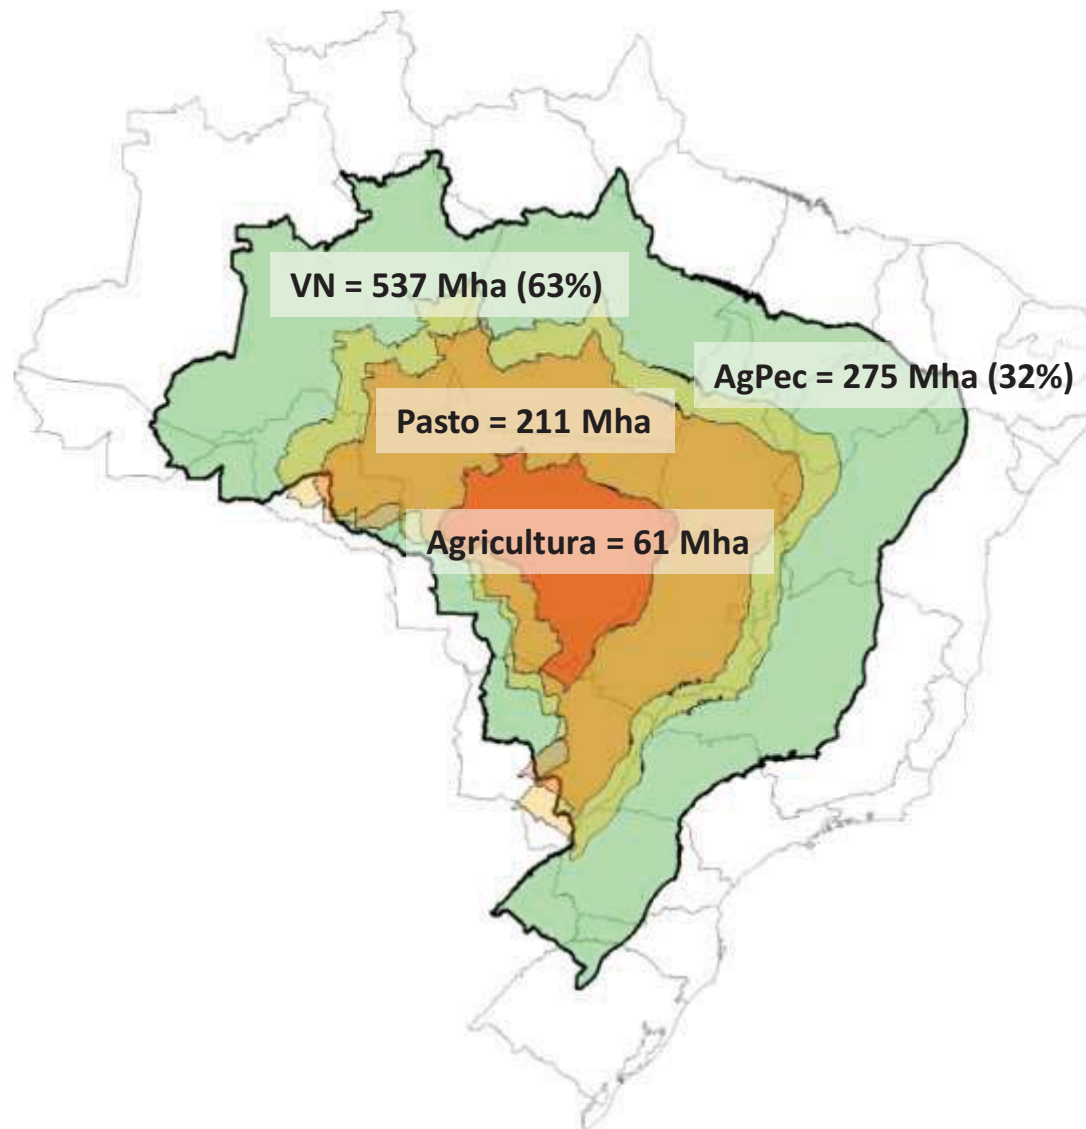 VN = 537 Mha (63%)
AgPec = 275 Mha (32%)
Pasto = 211 Mha
Agricultura = 61 Mha